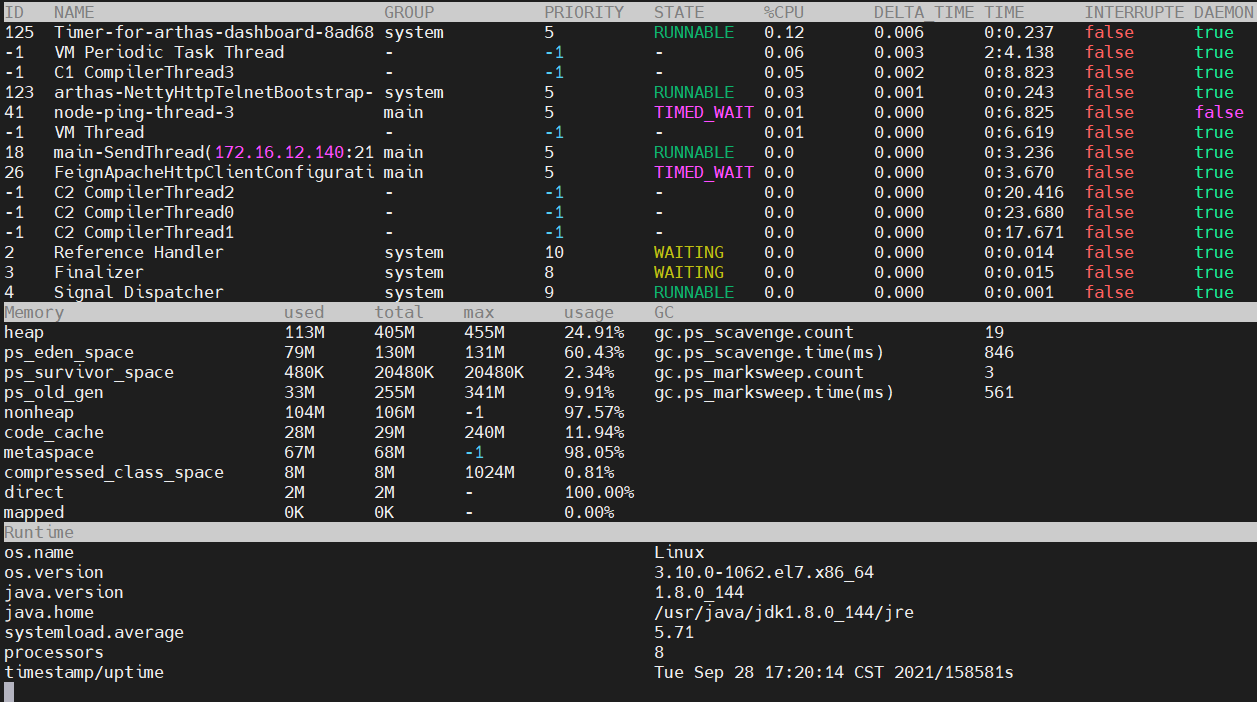 ID NAME GROUP PRIORITY STATE %CPU DELTA_TIME TIME INTERRUPTE DAEMON
125 Timer-for-arthas-dashboard-8ad68 system 5 RUNNABLE 0.12 0.006 0:0.237 false true
-1 VM Periodic Task Thread - -1 - 0.06 0.003 2:4.138 false true
-1 C1 CompilerThread3 - -1 - 0.05 0.002 0:8.823 false true
123 arthas-NettyHttpTelnetBootstrap- system 5 RUNNABLE 0.03 0.001 0:0.243 false true
41 node-ping-thread-3 main 5 TIMED_WAIT 0.01 0.000 0:6.825 false false
-1 VM Thread - -1 - 0.01 0.000 0:6.619 false true
18 main-SendThread(172.16.12.140:21 main 5 RUNNABLE 0.0 0.000 0:3.236 false true
26 FeignApacheHttpClientConfigurati main 5 TIMED_WAIT 0.0 0.000 0:3.670 false true
-1 C2 CompilerThread2 - -1 - 0.0 0.000 0:20.416 false true
-1 C2 CompilerThread0 - -1 - 0.0 0.000 0:23.680 false true
-1 C2 CompilerThread1 - -1 - 0.0 0.000 0:17.671 false true
2 Reference Handler system 10 WAITING 0.0 0.000 0:0.014 false true
3 Finalizer system 8 WAITING 0.0 0.000 0:0.015 false true
4 Signal Dispatcher system 9 RUNNABLE 0.0 0.000 0:0.001 false true
Memory used total max usage GC
heap 113M 405M 455M 24.91% gc.ps_scavenge.count 19
ps_eden_space 79M 130M 131M 60.43% gc.ps_scavenge.time(ms) 846
ps_survivor_space 480K 20480K 20480K 2.34% gc.ps_marksweep.count 3
ps_old_gen 33M 255M 341M 9.91% gc.ps_marksweep.time(ms) 561
nonheap 104M 106M -1 97.57%
code_cache 28M 29M 240M 11.94%
metaspace 67M 68M -1 98.05%
compressed_class_space 8M 8M 1024M 0.81%
direct 2M 2M - 100.00%
mapped 0K 0K - 0.00%
Runtime
os.name Linux
os.version 3.10.0-1062.el7.x86_64
java.version 1.8.0_144
java.home /usr/java/jdk1.8.0_144/jre
systemload.average 5.71
processors 8
timestamp/uptime Tue Sep 28 17:20:14 CST 2021/158581s